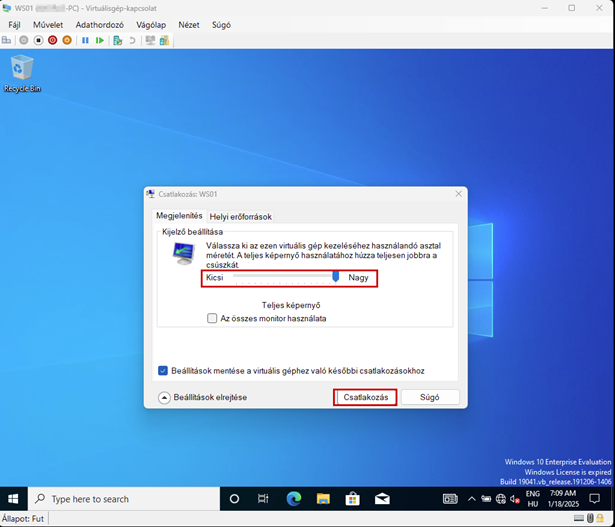 WS01 -PC) - Virtuálisgép-kapcsolat
Fájl Művelet Adathordozó Vágólap Nézet Súgó
Recycle Bin
Csatlakozás: WS01
Megjelenítés Helyi erőforrások
Kijelző beállítása
Válassza ki az ezen virtuális gép kezeléséhez használandó asztal
méretét. A teljes képernyő használatához húzza teljesen jobbra a
csúszkát.
Kicsi Nagy
Teljes képernyő
Az összes monitor használata
Beállítások mentése a virtuális géphez való későbbi csatlakozásokhoz
Beállítások elrejtése Csatlakozás Súgó
Windows 10 Enterprise Evaluation
Windows License is expired
Build 19041.vb_release.191206-1406
Type here to search
ENG 7:09 AM
HU 1/18/2025
Állapot: Fut